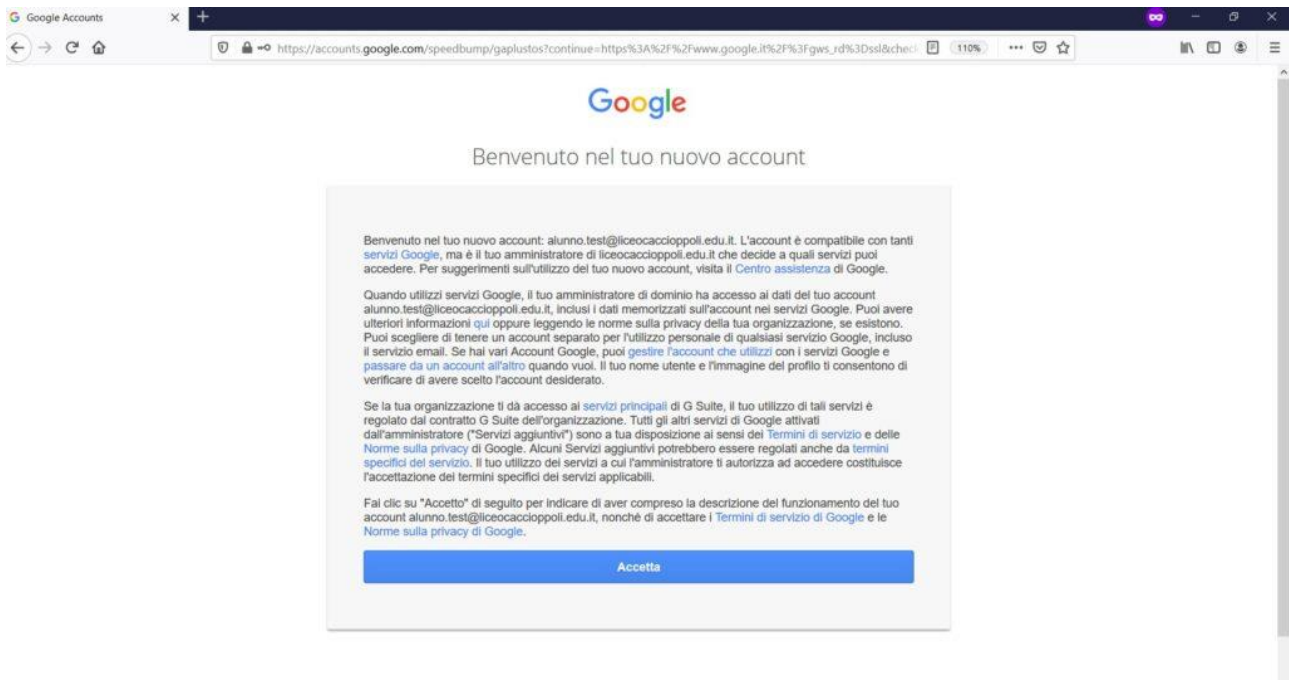 Google Accounts
https://accounts.google.com/speedbump/gaplustos?continue=https%3A%2F%2Fwww.google.it%2F%3Fgws_rd%3Dssl&chec
110%
Google
Benvenuto nel tuo nuovo account
Benvenuto nel tuo nuovo account: alunno.test@liceocaccioppoli.edu.it. L'account è compatibile con tanti
servizi Google, ma è il tuo amministratore di liceocaccioppoli.edu.it che decide a quali servizi puoi
accedere. Per suggerimenti sull'utilizzo del tuo nuovo account, visita il Centro assistenza di Google.
Quando utilizzi servizi Google, il tuo amministratore di dominio ha accesso ai dati del tuo account
alunno.test@liceocaccioppoli.edu.it, inclusi i dati memorizzati sull'account nei servizi Google. Puoi avere
ulteriori informazioni qui oppure leggendo le norme sulla privacy della tua organizzazione, se esistono.
Puoi scegliere di tenere un account separato per l'utilizzo personale di qualsiasi servizio Google, incluso
il servizio email. Se hai vari Account Google, puoi gestire l'account che utilizzi con i servizi Google e
passare da un account all'altro quando vuoi. Il tuo nome utente e l'immagine del profilo ti consentono di
verificare di avere scelto l'account desiderato.
Se la tua organizzazione ti dà accesso ai servizi principali di G Suite, il tuo utilizzo di tali servizi è
regolato dal contratto G Suite dell'organizzazione. Tutti gli altri servizi di Google attivati
dall'amministratore ("Servizi aggiuntivi") sono a tua disposizione ai sensi dei Termini di servizio e delle
Norme sulla privacy di Google. Alcuni Servizi aggiuntivi potrebbero essere regolati anche da termini
specifici del servizio. Il tuo utilizzo dei servizi a cui l'amministratore ti autorizza ad accedere costituisce
l'accettazione dei termini specifici dei servizi applicabili.
Fai clic su "Accetto" di seguito per indicare di aver compreso la descrizione del funzionamento del tuo
account alunno.test@liceocaccioppoli.edu.it, nonché di accettare i Termini di servizio di Google e le
Norme sulla privacy di Google.
Accetta